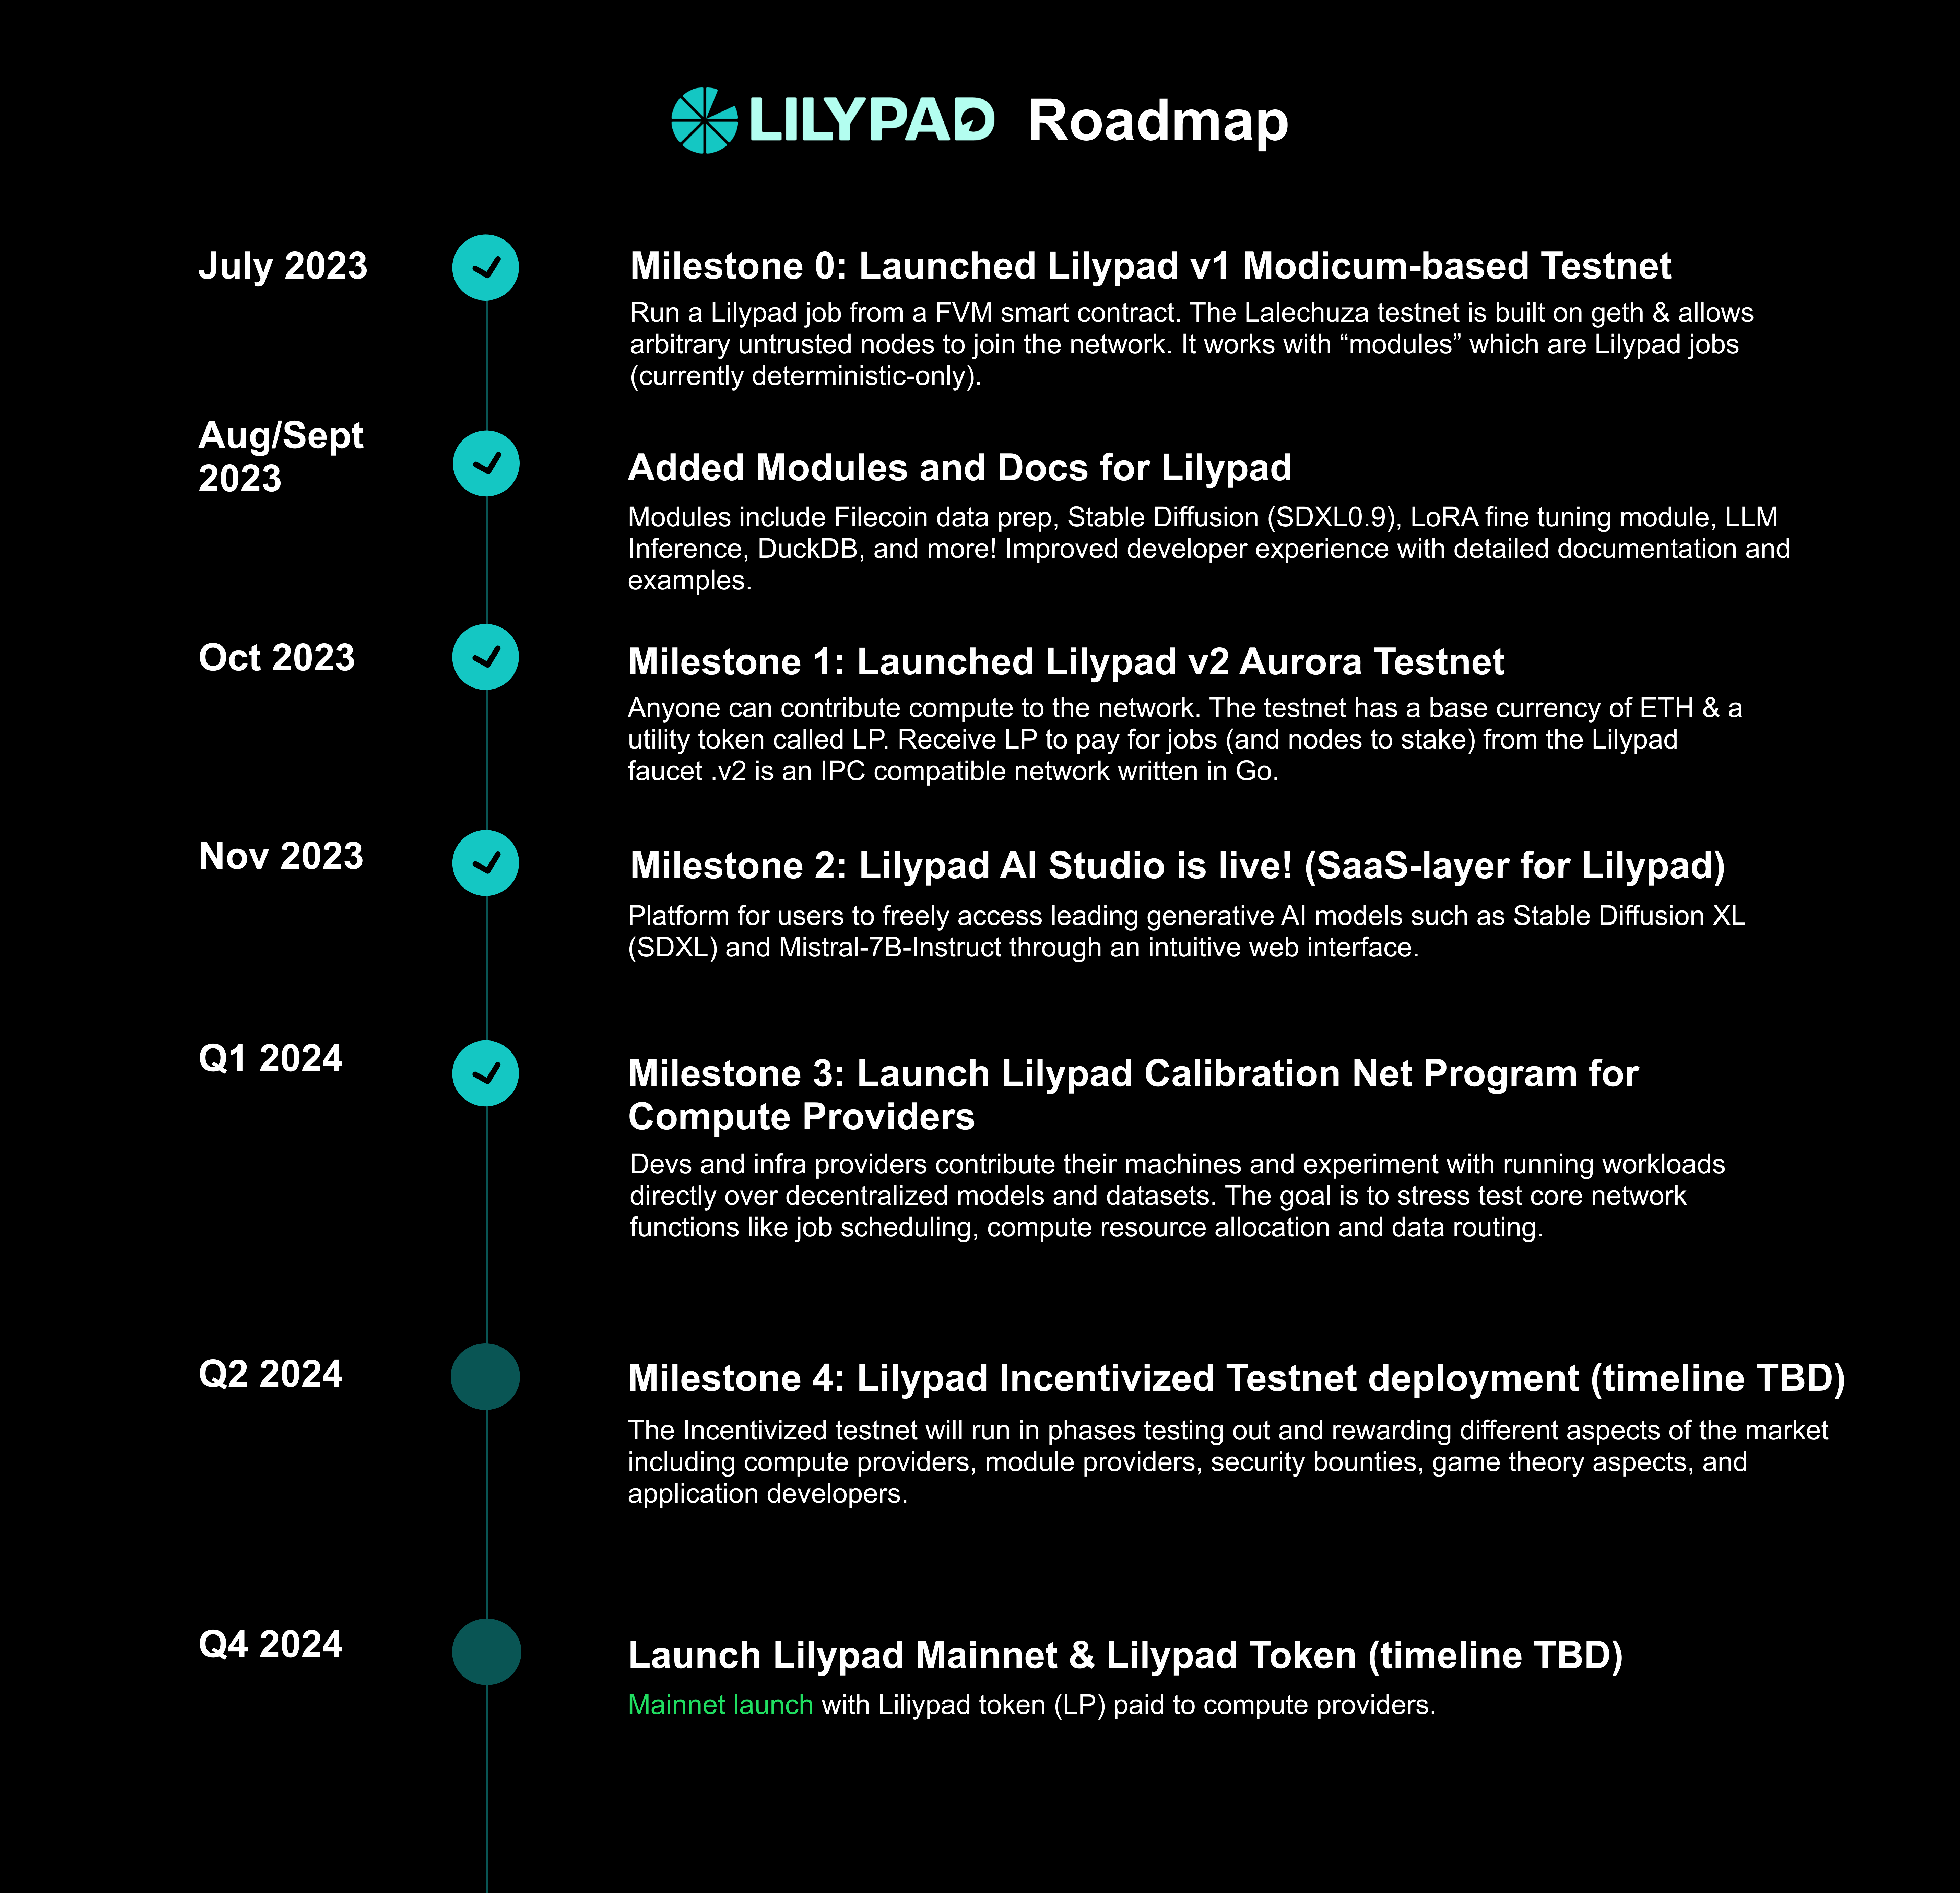 LILYPAD Roadmap
July 2023
Milestone 0: Launched Lilypad v1 Modicum-based Testnet
Run a Lilypad job from a FVM smart contract. The Lalechuza testnet is built on geth & allows
arbitrary untrusted nodes to join the network. It works with “modules” which are Lilypad jobs
(currently deterministic-only).
Aug/Sept
2023
Added Modules and Docs for Lilypad
Modules include Filecoin data prep, Stable Diffusion (SDXL0.9), LoRA fine tuning module, LLM
Inference, DuckDB, and more! Improved developer experience with detailed documentation and
examples.
Oct 2023
Milestone 1: Launched Lilypad v2 Aurora Testnet
Anyone can contribute compute to the network. The testnet has a base currency of ETH & a
utility token called LP. Receive LP to pay for jobs (and nodes to stake) from the Lilypad
faucet .v2 is an IPC compatible network written in Go.
Nov 2023
Milestone 2: Lilypad AI Studio is live! (SaaS-layer for Lilypad)
Platform for users to freely access leading generative AI models such as Stable Diffusion XL
(SDXL) and Mistral-7B-Instruct through an intuitive web interface.
Q1 2024
Milestone 3: Launch Lilypad Calibration Net Program for
Compute Providers
Devs and infra providers contribute their machines and experiment with running workloads
directly over decentralized models and datasets. The goal is to stress test core network
functions like job scheduling, compute resource allocation and data routing.
Q2 2024
Milestone 4: Lilypad Incentivized Testnet deployment (timeline TBD)
The Incentivized testnet will run in phases testing out and rewarding different aspects of the market
including compute providers, module providers, security bounties, game theory aspects, and
application developers.
Q4 2024
Launch Lilypad Mainnet & Lilypad Token (timeline TBD)
Mainnet launch with Liliypad token (LP) paid to compute providers.